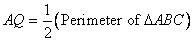 AQ = 1/2 (Perimeter of ΔABC)